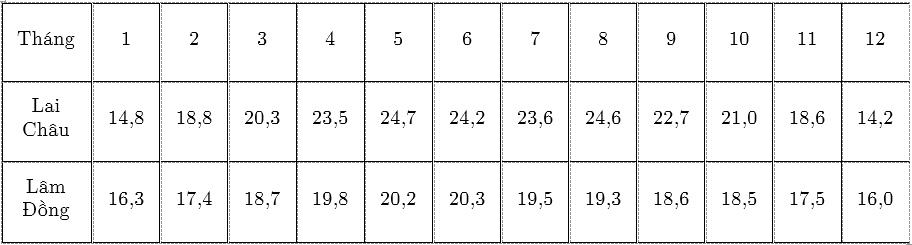 Tháng 1 2 3 4 5 6 7 8 9 10 11 12
Lai
Châu 14,8 18,8 20,3 23,5 24,7 24,2 23,6 24,6 22,7 21,0 18,6 14,2
Lâm
Đồng 16,3 17,4 18,7 19,8 20,2 20,3 19,5 19,3 18,6 18,5 17,5 16,0